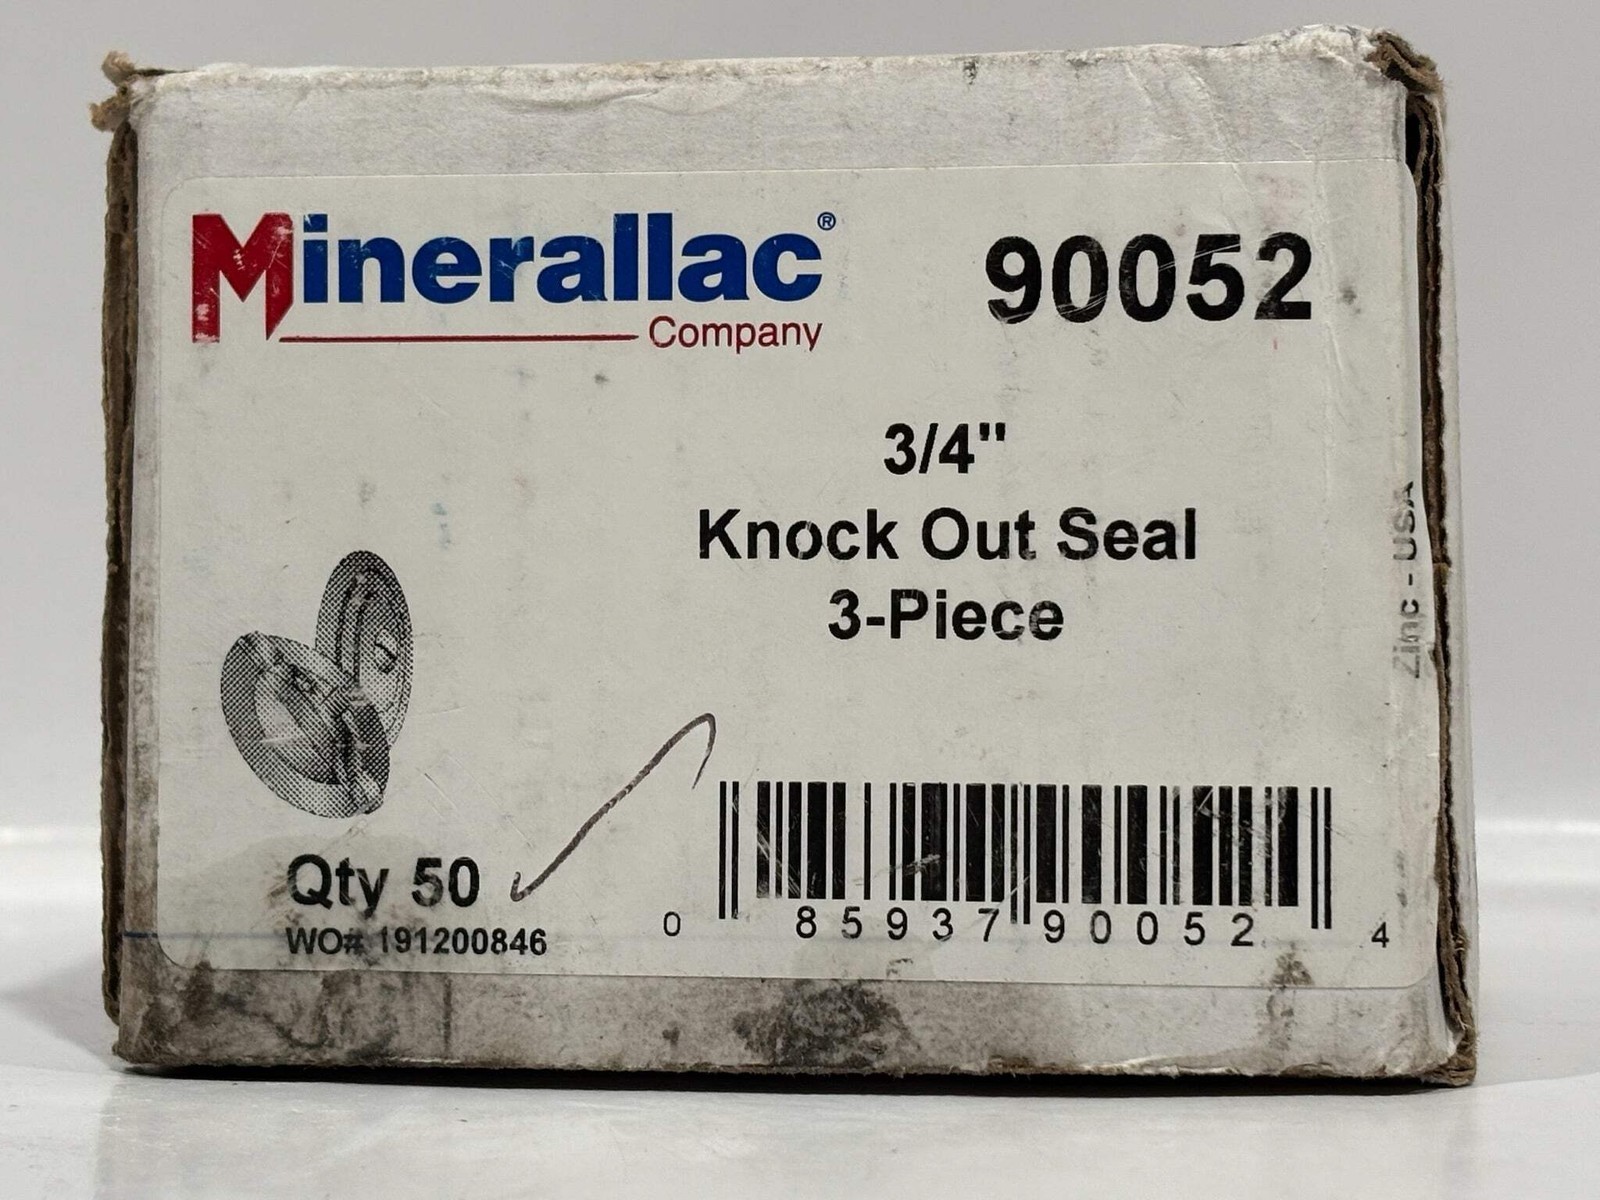 Minerallac®
Company
90052
3/4"
Knock Out Seal
3-Piece
Zinc - USA
Qty 50
WO# 191200846
0 85937 90052 4